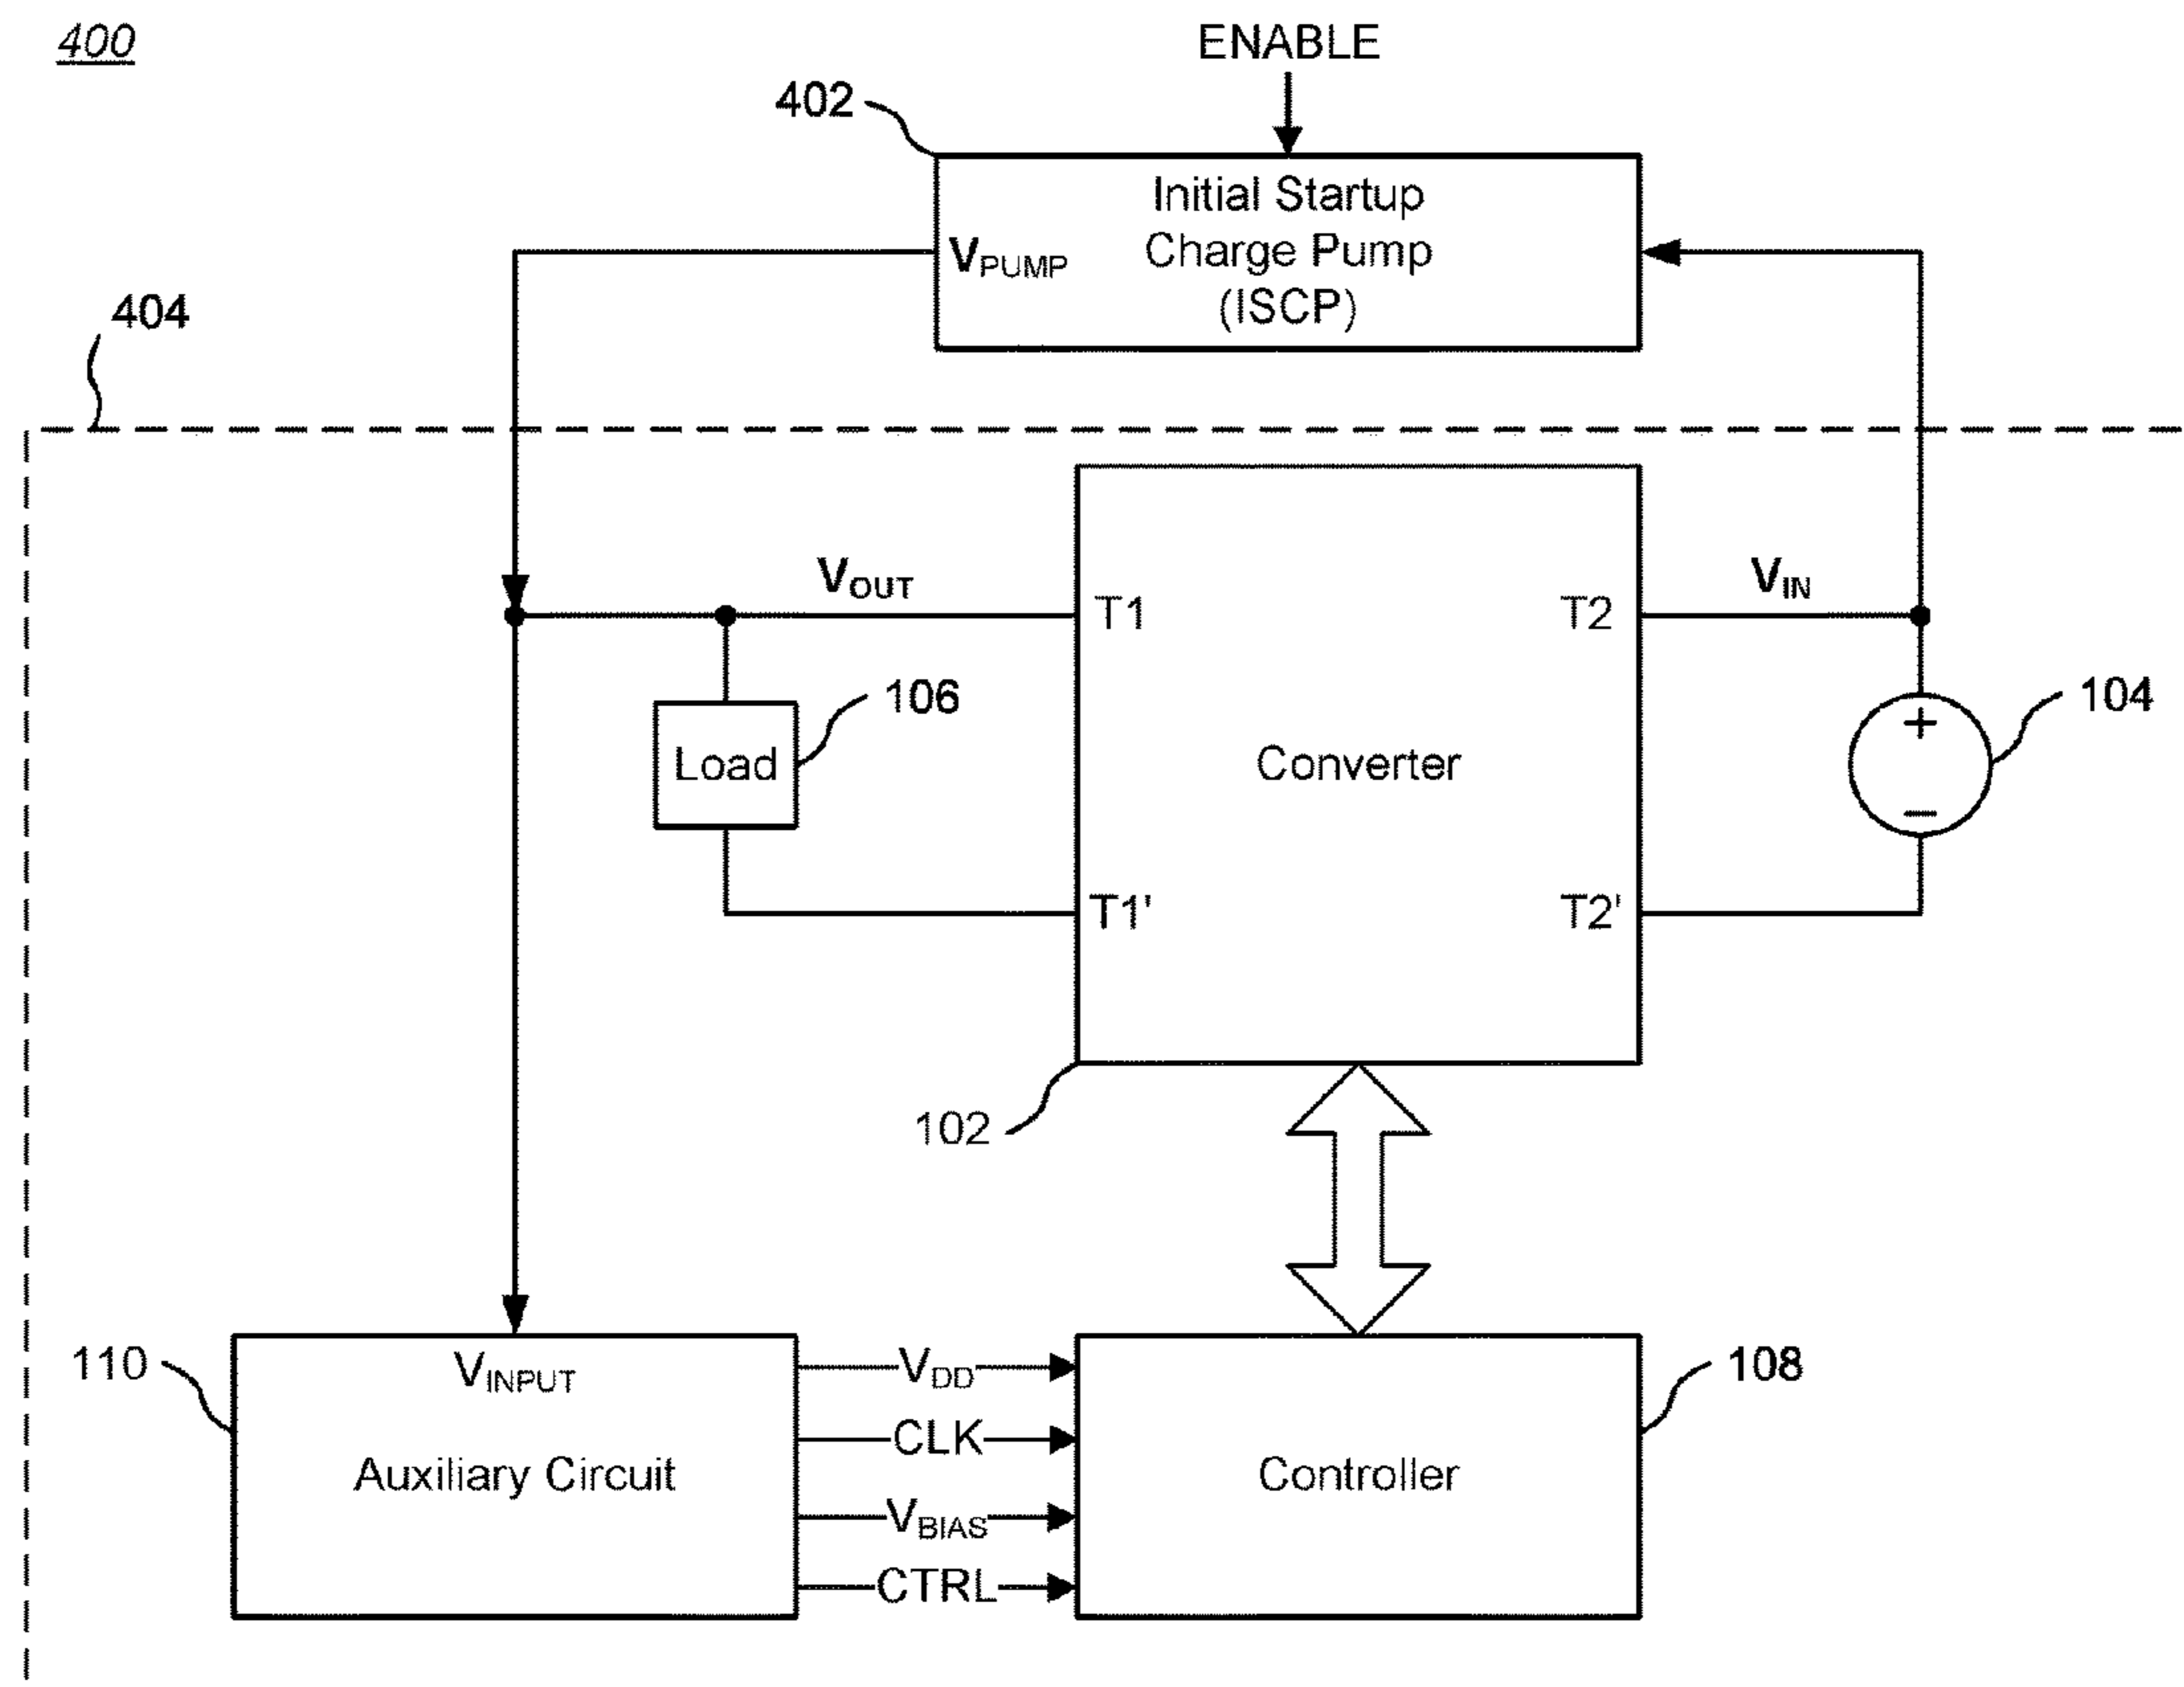 400
ENABLE
402
Initial Startup
Charge Pump
(ISCP)
VPUMP
404
VOUT
VIN
T1
T2
106
104
Load
Converter
+
−
T1'
T2'
102
110
VINPUT
Auxiliary Circuit
VDD
CLK
VBIAS
CTRL
Controller
108